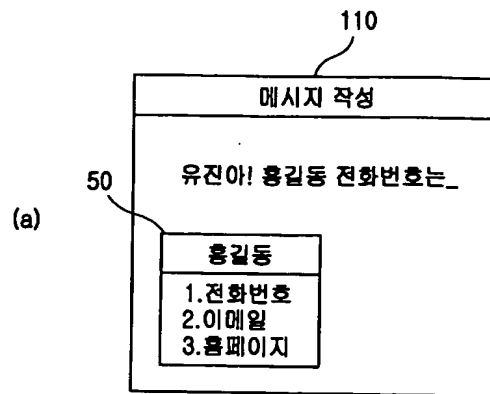 110
메시지 작성
유진아! 홍길동 전화번호는_
50
(a)
홍길동
1.전화번호
2.이메일
3.홈페이지